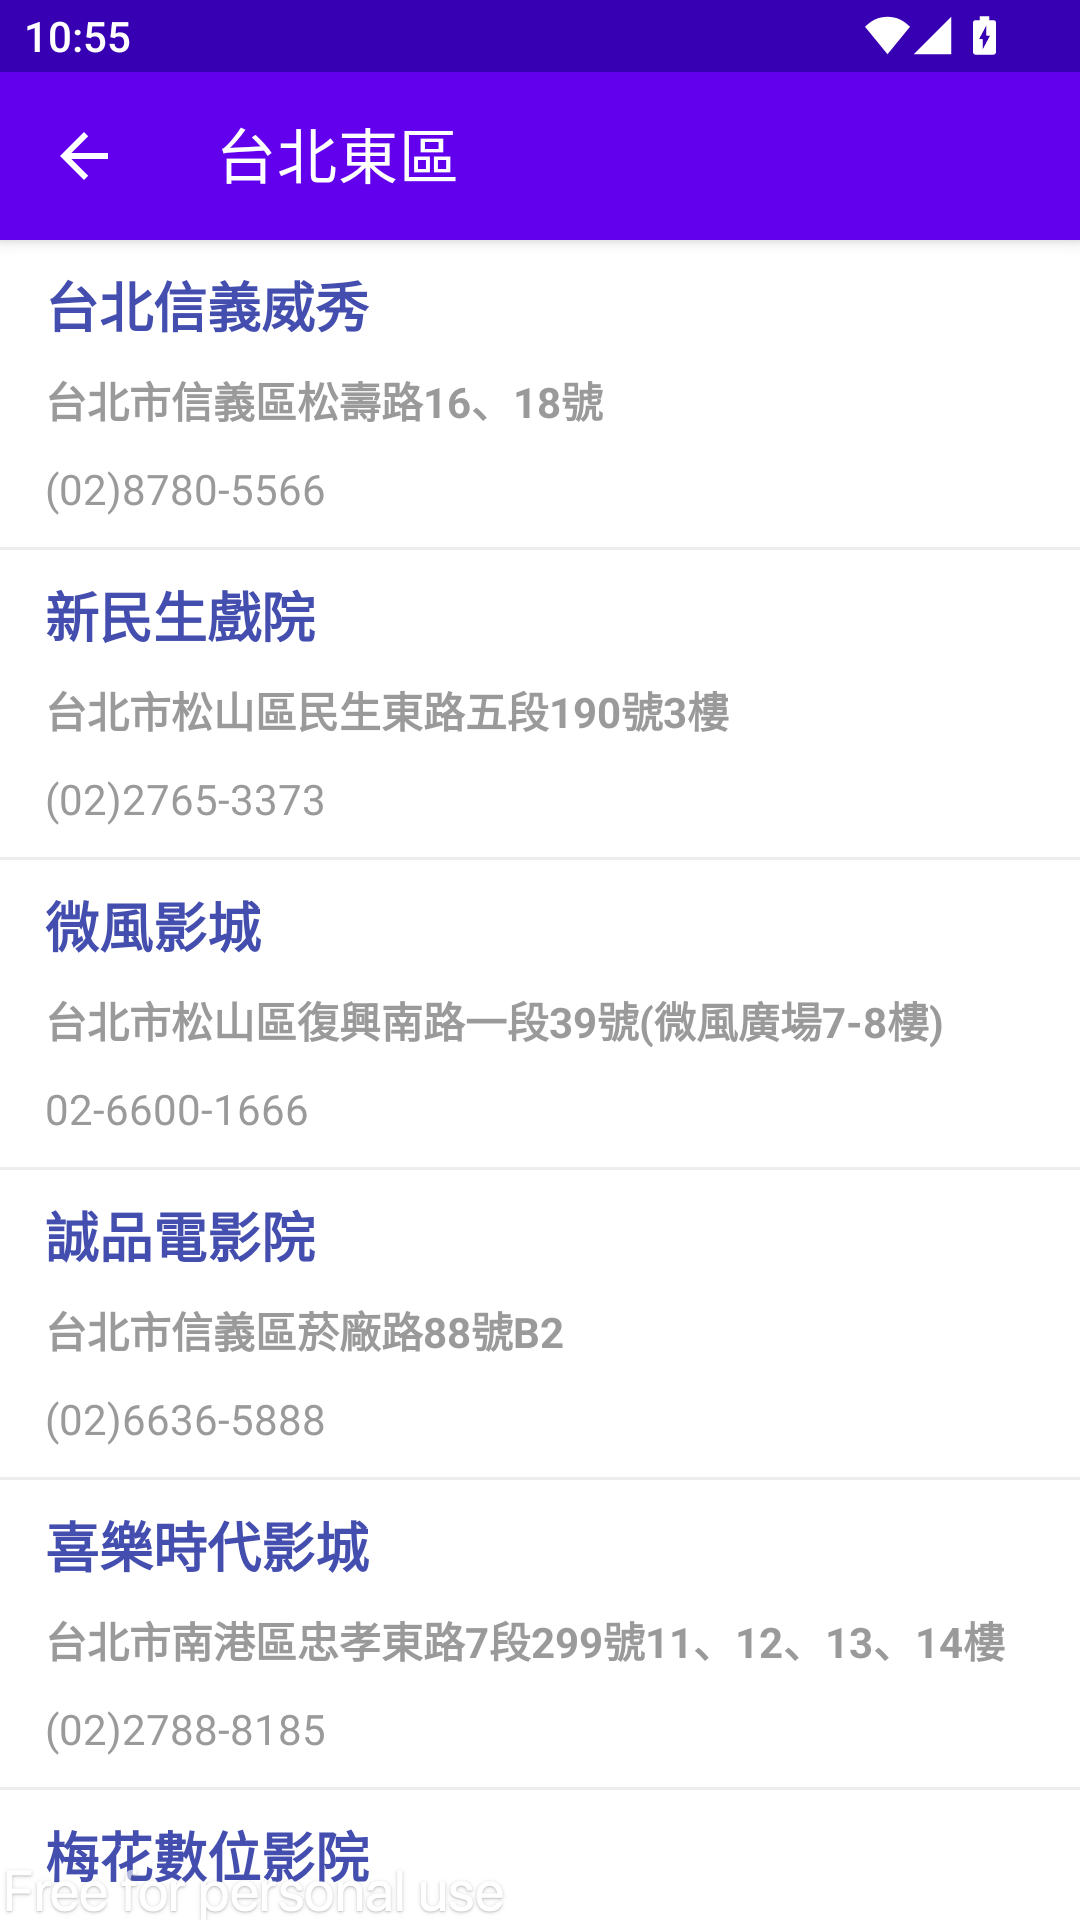 10:55
台北東區
台北信義威秀
台北市信義區松壽路16、18號
(02)8780-5566
新民生戲院
台北市松山區民生東路五段190號3樓
(02)2765-3373
微風影城
台北市松山區復興南路一段39號(微風廣場7-8樓)
02-6600-1666
誠品電影院
台北市信義區菸廠路88號B2
(02)6636-5888
喜樂時代影城
台北市南港區忠孝東路7段299號11、12、13、14樓
(02)2788-8185
梅花數位影院
Free for personal use